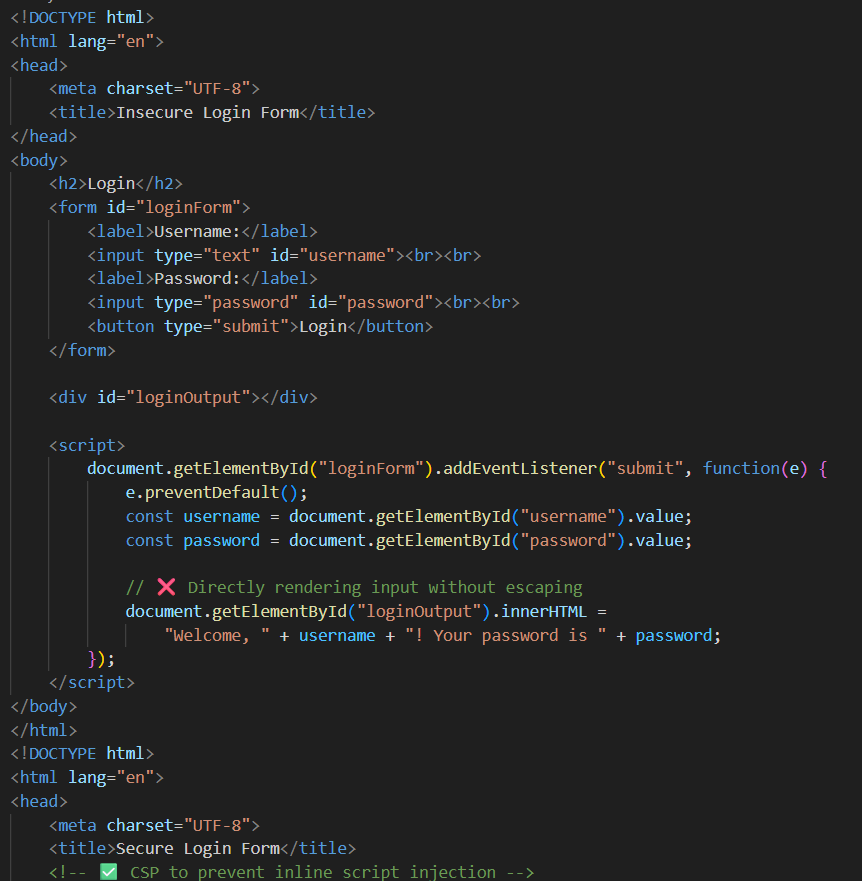 <!DOCTYPE html>
<html lang="en">
<head>
    <meta charset="UTF-8">
    <title>Insecure Login Form</title>
</head>
<body>
    <h2>Login</h2>
    <form id="loginForm">
        <label>Username:</label>
        <input type="text" id="username"><br><br>
        <label>Password:</label>
        <input type="password" id="password"><br><br>
        <button type="submit">Login</button>
    </form>

    <div id="loginOutput"></div>

    <script>
        document.getElementById("loginForm").addEventListener("submit", function(e) {
            e.preventDefault();
            const username = document.getElementById("username").value;
            const password = document.getElementById("password").value;

            // ❌ Directly rendering input without escaping
            document.getElementById("loginOutput").innerHTML =
                "Welcome, " + username + "! Your password is " + password;
        });
    </script>
</body>
</html>
<!DOCTYPE html>
<html lang="en">
<head>
    <meta charset="UTF-8">
    <title>Secure Login Form</title>
    <!-- ✅ CSP to prevent inline script injection -->